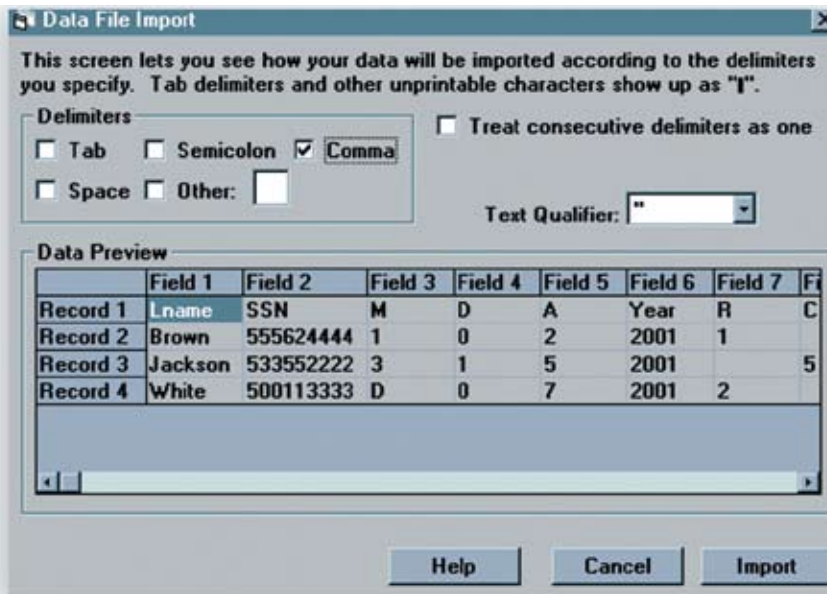 Data File Import
This screen lets you see how your data will be imported according to the delimiters
you specify. Tab delimiters and other unprintable characters show up as "|".
Delimiters
Tab Semicolon Comma
Space Other:
Treat consecutive delimiters as one
Text Qualifier: "
Data Preview
Field 1 Field 2 Field 3 Field 4 Field 5 Field 6 Field 7 Fi
Record 1 Lname SSN M D A Year R C
Record 2 Brown 555624444 1 0 2 2001 1
Record 3 Jackson 533552222 3 1 5 2001 5
Record 4 White 500113333 D 0 7 2001 2
Help Cancel Import